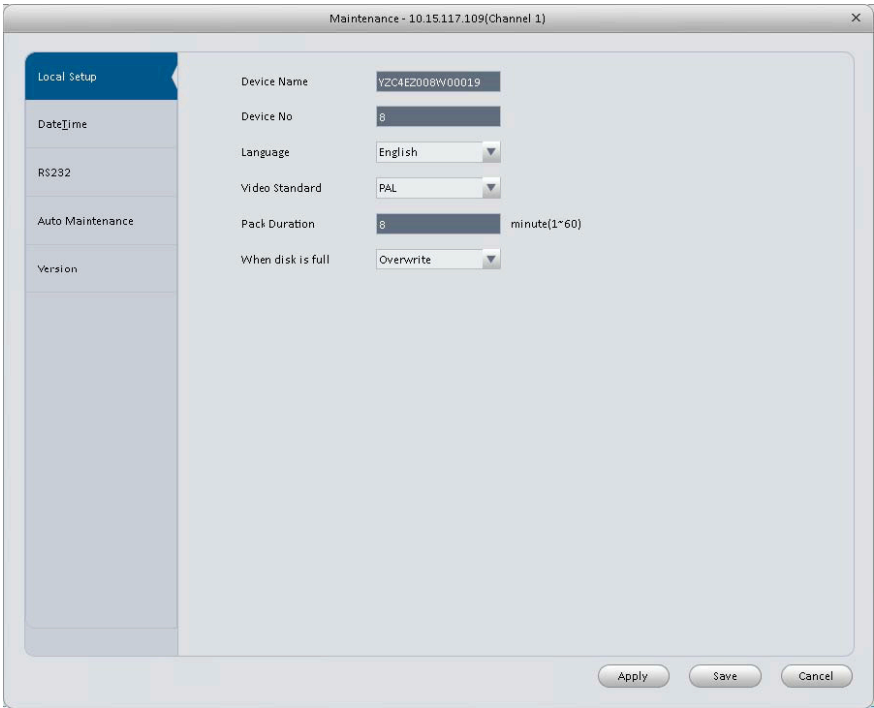 Maintenance - 10.15.117.109(Channel 1)
Local Setup
DateTime
RS232
Auto Maintenance
Version
Device Name YZC4EZ008W00019
Device No 8
Language English
Video Standard PAL
Pack Duration 8 minute(1~60)
When disk is full Overwrite
Apply Save Cancel